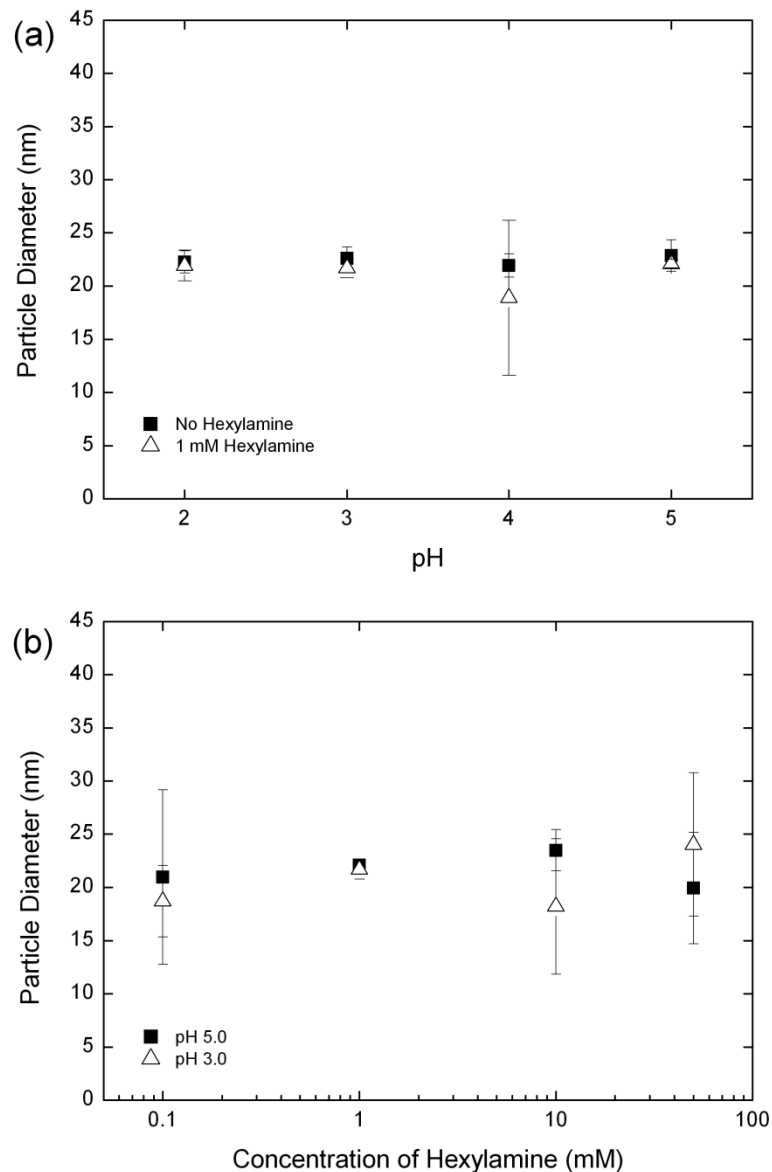 (a)
Particle Diameter (nm)
45
40
35
30
25
20
15
10
5
0
No Hexylamine
1 mM Hexylamine
2 3 4 5
pH
(b)
Particle Diameter (nm)
45
40
35
30
25
20
15
10
5
0
pH 5.0
pH 3.0
0.1 1 10 100
Concentration of Hexylamine (mM)